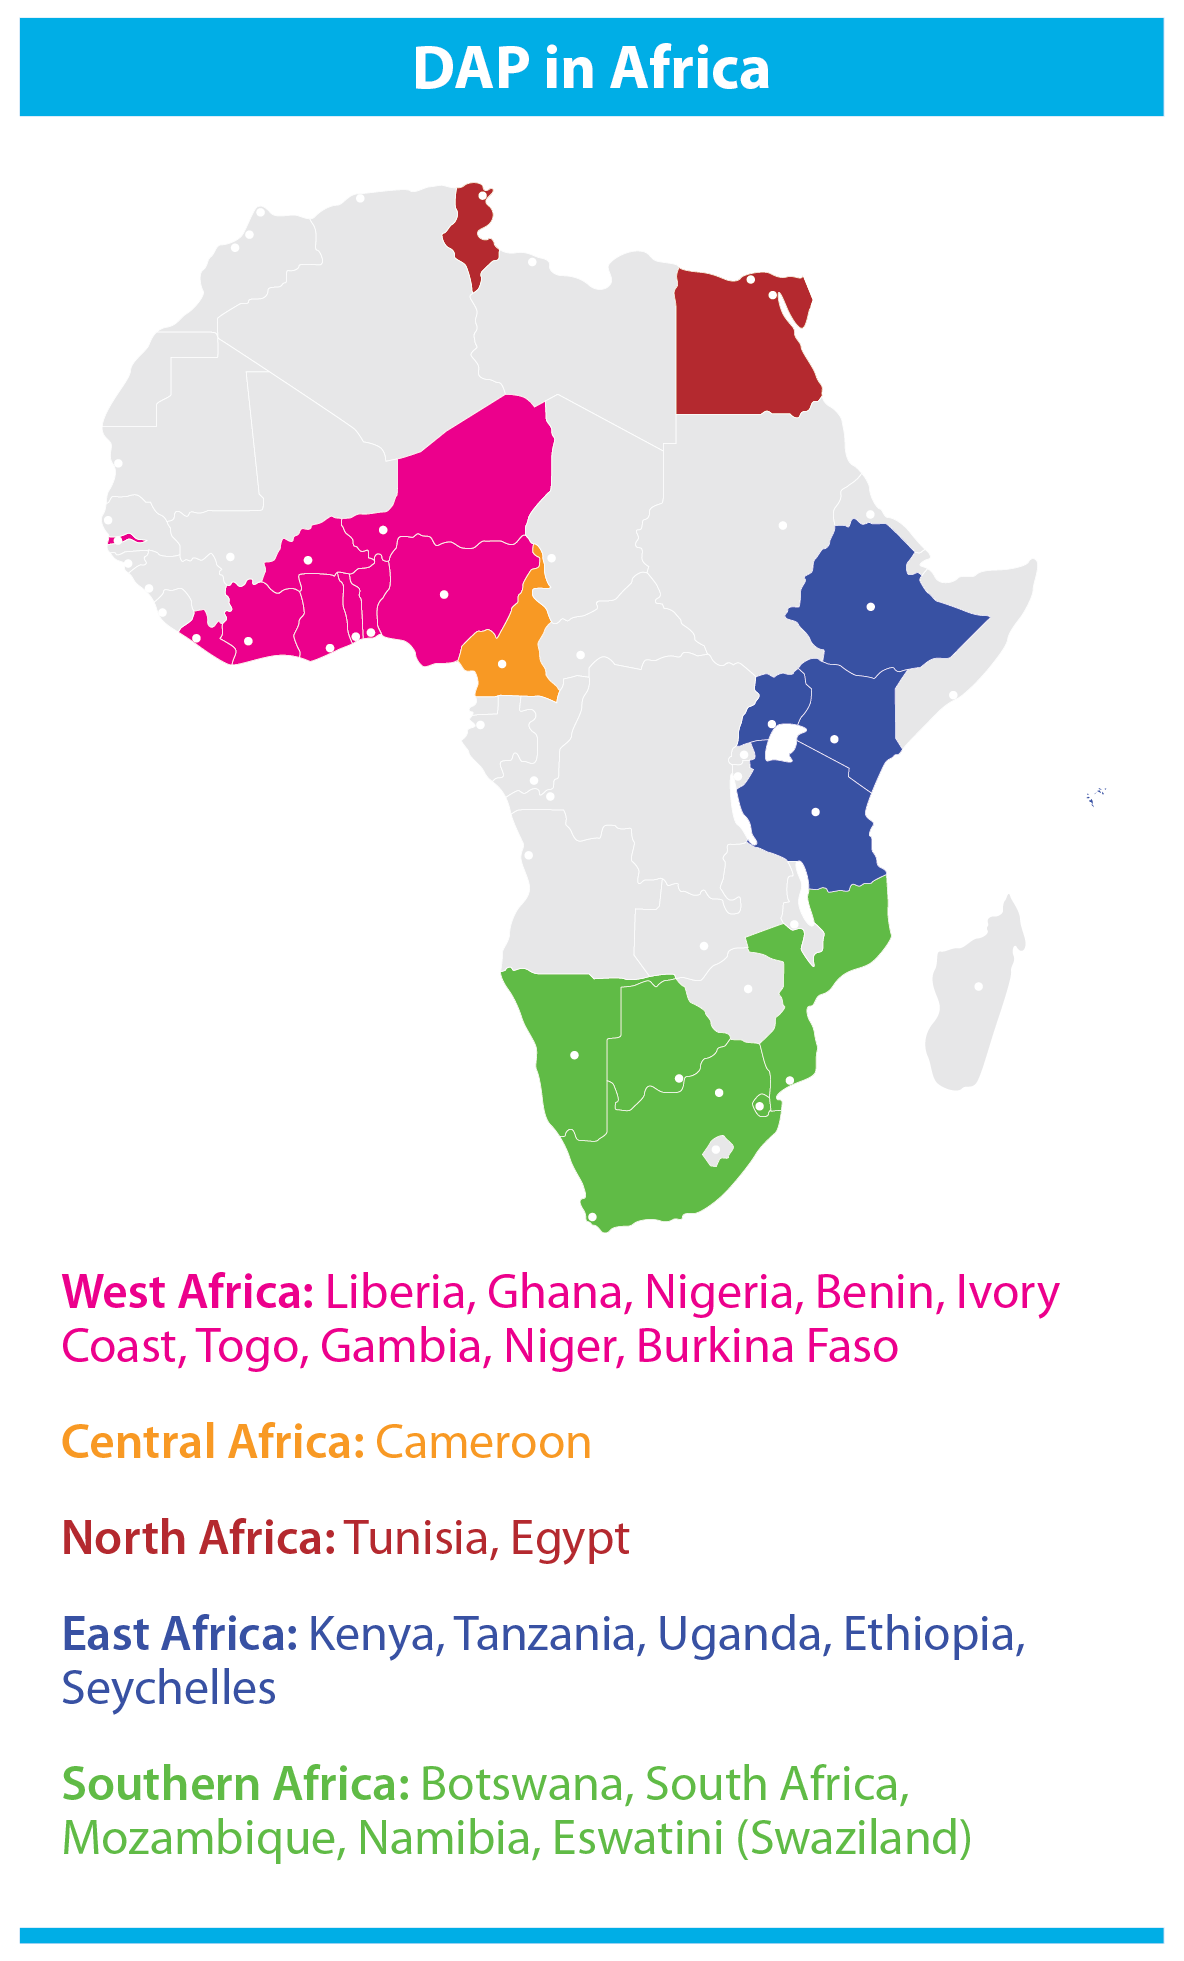 DAP in Africa
West Africa: Liberia, Ghana, Nigeria, Benin, Ivory
Coast, Togo, Gambia, Niger, Burkina Faso
Central Africa: Cameroon
North Africa: Tunisia, Egypt
East Africa: Kenya, Tanzania, Uganda, Ethiopia,
Seychelles
Southern Africa: Botswana, South Africa,
Mozambique, Namibia, Eswatini (Swaziland)